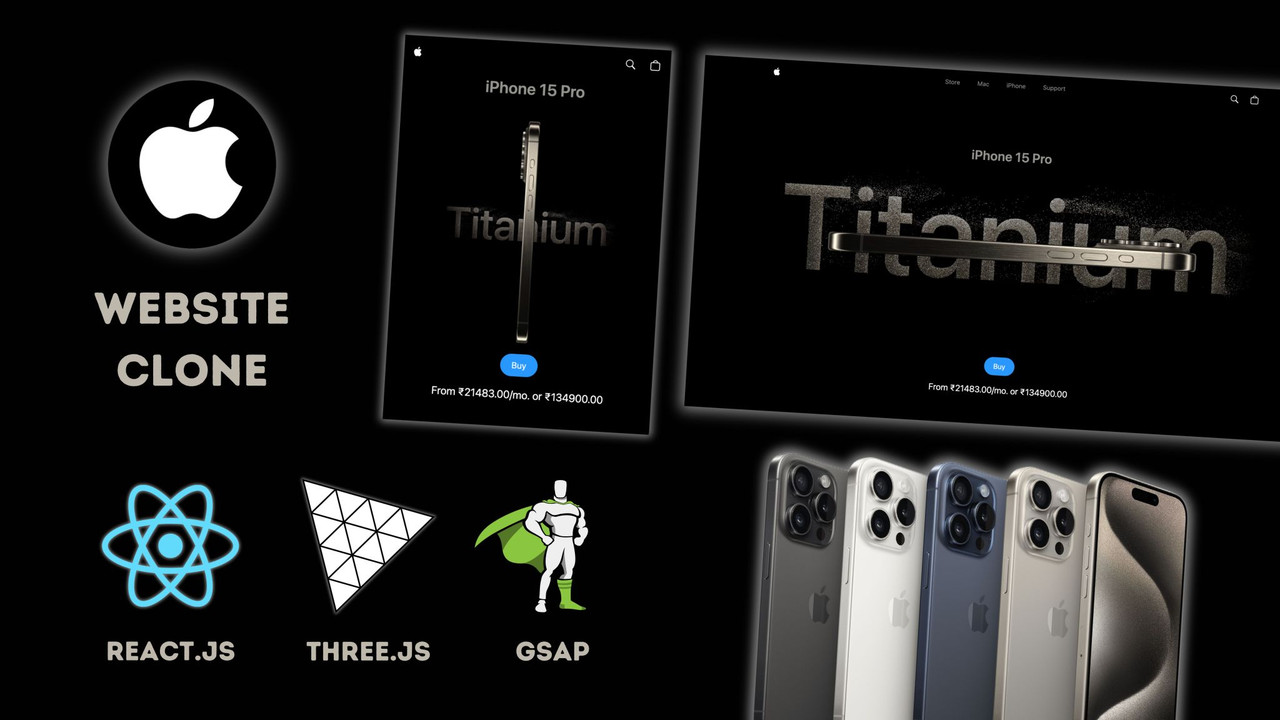 WEBSITE
CLONE
iPhone 15 Pro
Titanium
Buy
From ₹21483.00/mo. or ₹134900.00
Store Mac iPhone Support
iPhone 15 Pro
Titanium
Buy
From ₹21483.00/mo. or ₹134900.00
REACT.JS THREE.JS GSAP